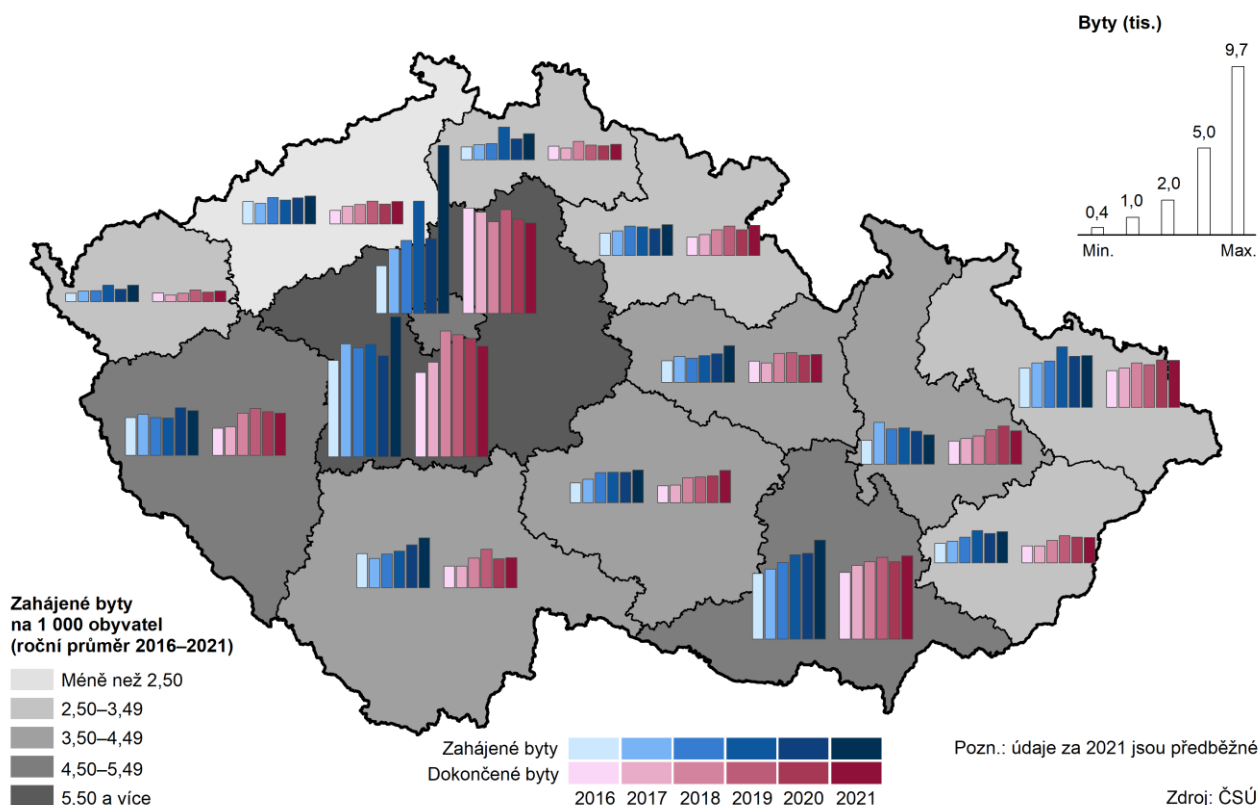 Byty (tis.)
9,7
5,0
2,0
1,0
0,4
Min.
Max.
Zahájené byty
na 1 000 obyvatel
(roční průměr 2016–2021)
Méně než 2,50
2,50–3,49
3,50–4,49
4,50–5,49
5.50 a více
Zahájené byty
Dokončené byty
2016 2017 2018 2019 2020 2021
Pozn.: údaje za 2021 jsou předběžné
Zdroj: ČSÚ